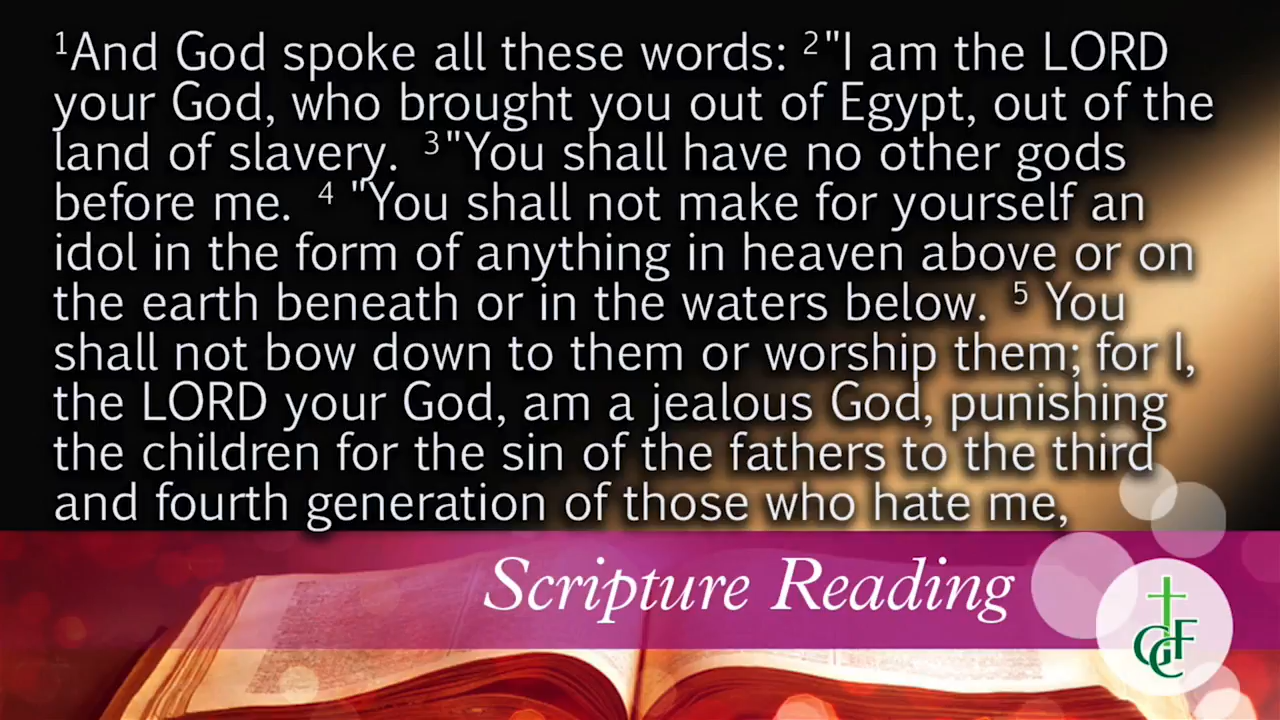 ¹And God spoke all these words: ²"I am the LORD
your God, who brought you out of Egypt, out of the
land of slavery. ³"You shall have no other gods
before me. ⁴ "You shall not make for yourself an
idol in the form of anything in heaven above or on
the earth beneath or in the waters below. ⁵ You
shall not bow down to them or worship them; for I,
the LORD your God, am a jealous God, punishing
the children for the sin of the fathers to the third
and fourth generation of those who hate me,
Scripture Reading
GCF